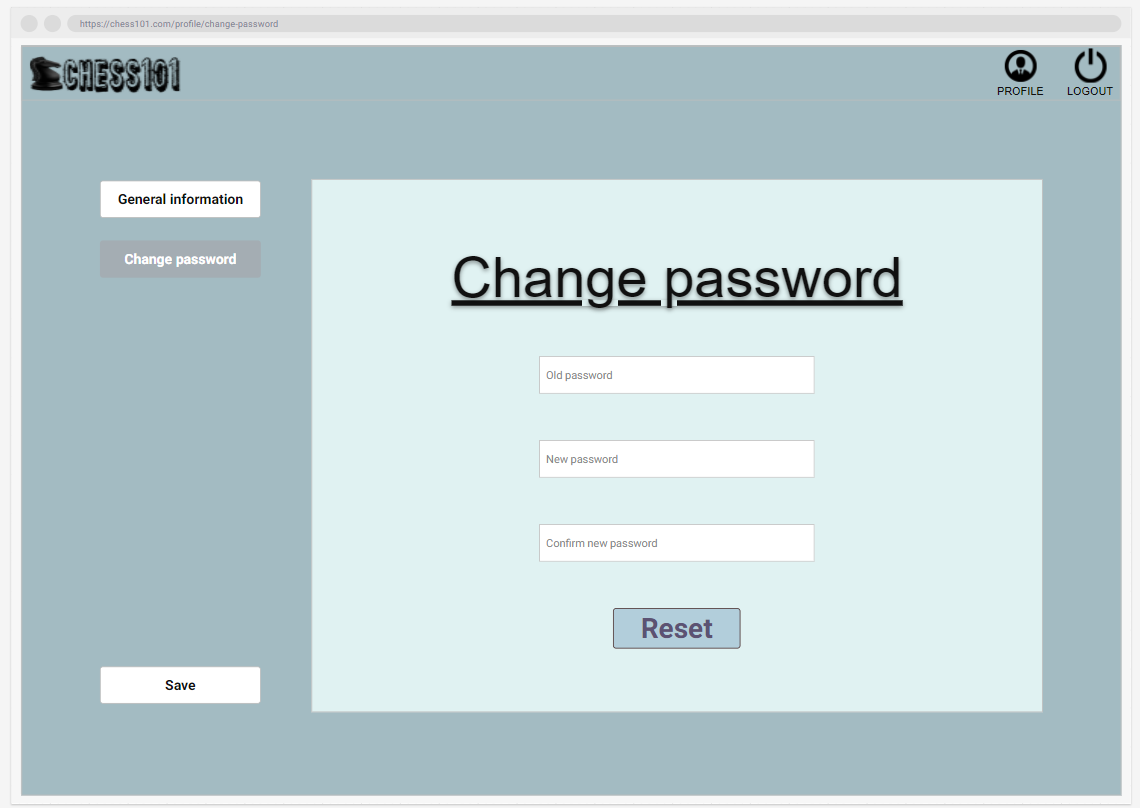 https://chess101.com/profile/change-password
CHESS101
PROFILE
LOGOUT
General information
Change password
Change password
Old password
New password
Confirm new password
Reset
Save